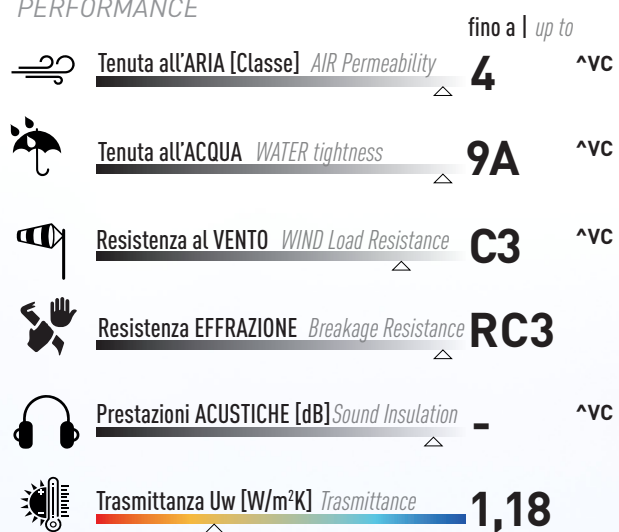 PERFORMANCE
fino a | up to
Tenuta all'ARIA [Classe] AIR Permeability 4 ^VC
Tenuta all'ACQUA WATER tightness 9A ^VC
Resistenza al VENTO WIND Load Resistance C3 ^VC
Resistenza EFFRAZIONE Breakage Resistance RC3
Prestazioni ACUSTICHE [dB] Sound Insulation - ^VC
Trasmittanza Uw [W/m²K] Trasmittance 1,18